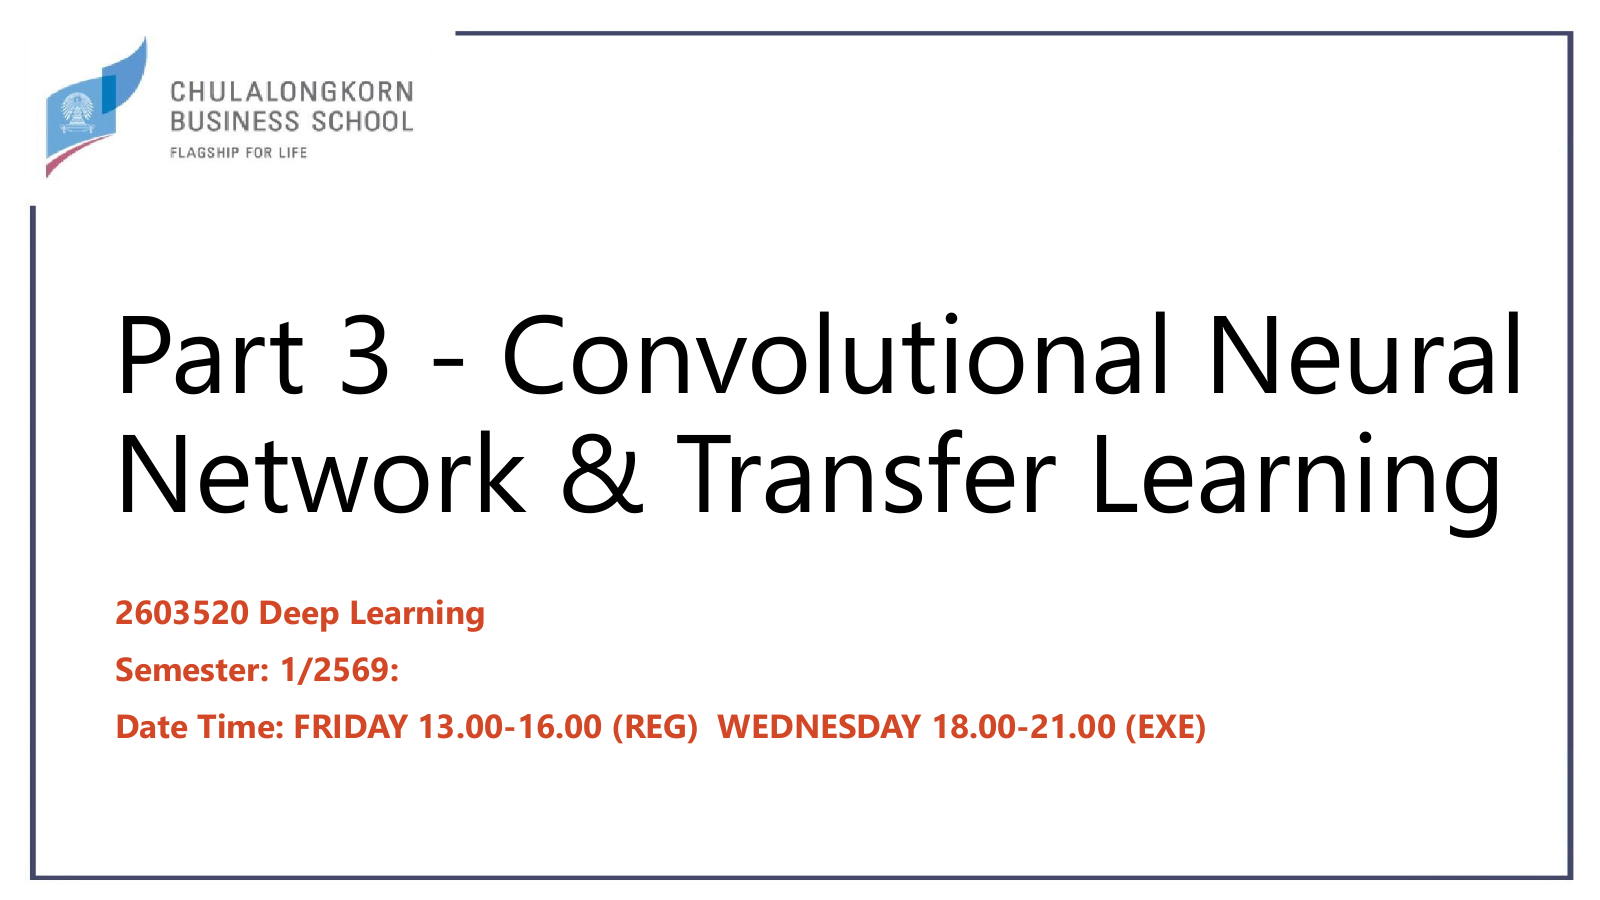 CHULALONGKORN
BUSINESS SCHOOL
FLAGSHIP FOR LIFE
Part 3 - Convolutional Neural
Network & Transfer Learning
2603520 Deep Learning
Semester: 1/2569:
Date Time: FRIDAY 13.00-16.00 (REG)  WEDNESDAY 18.00-21.00 (EXE)